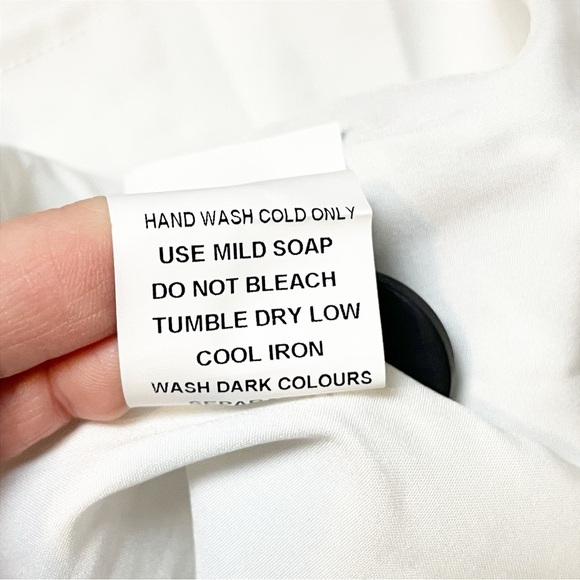 HAND WASH COLD ONLY
USE MILD SOAP
DO NOT BLEACH
TUMBLE DRY LOW
COOL IRON
WASH DARK COLOURS